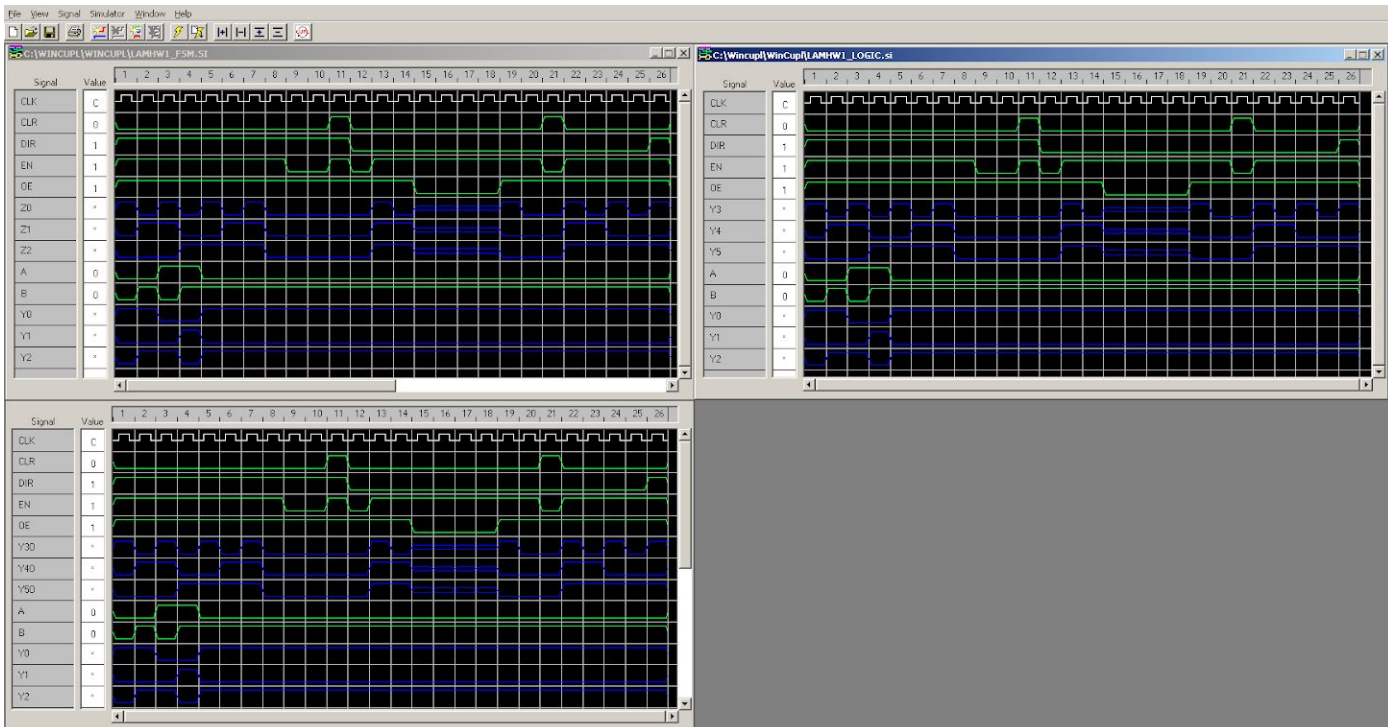 File View Signal Simulator Window Help
C:\WINCUPL\WINCUPL\LAMHW1_FSM.SI
Signal Value 1 2 3 4 5 6 7 8 9 10 11 12 13 14 15 16 17 18 19 20 21 22 23 24 25 26
CLK C
CLR 0
DIR 1
EN 1
OE 1
Z0 *
Z1 *
Z2 *
A 0
B 0
Y0 *
Y1 *
Y2 *
C:\Wincupl\WinCupl\LAMHW1_LOGIC.si
Signal Value 1 2 3 4 5 6 7 8 9 10 11 12 13 14 15 16 17 18 19 20 21 22 23 24 25 26
CLK C
CLR 0
DIR 1
EN 1
OE 1
Y3 *
Y4 *
Y5 *
A 0
B 0
Y0 *
Y1 *
Y2 *
Signal Value 1 2 3 4 5 6 7 8 9 10 11 12 13 14 15 16 17 18 19 20 21 22 23 24 25 26
CLK C
CLR 0
DIR 1
EN 1
OE 1
Y3O *
Y4O *
Y5O *
A 0
B 0
Y0 *
Y1 *
Y2 *